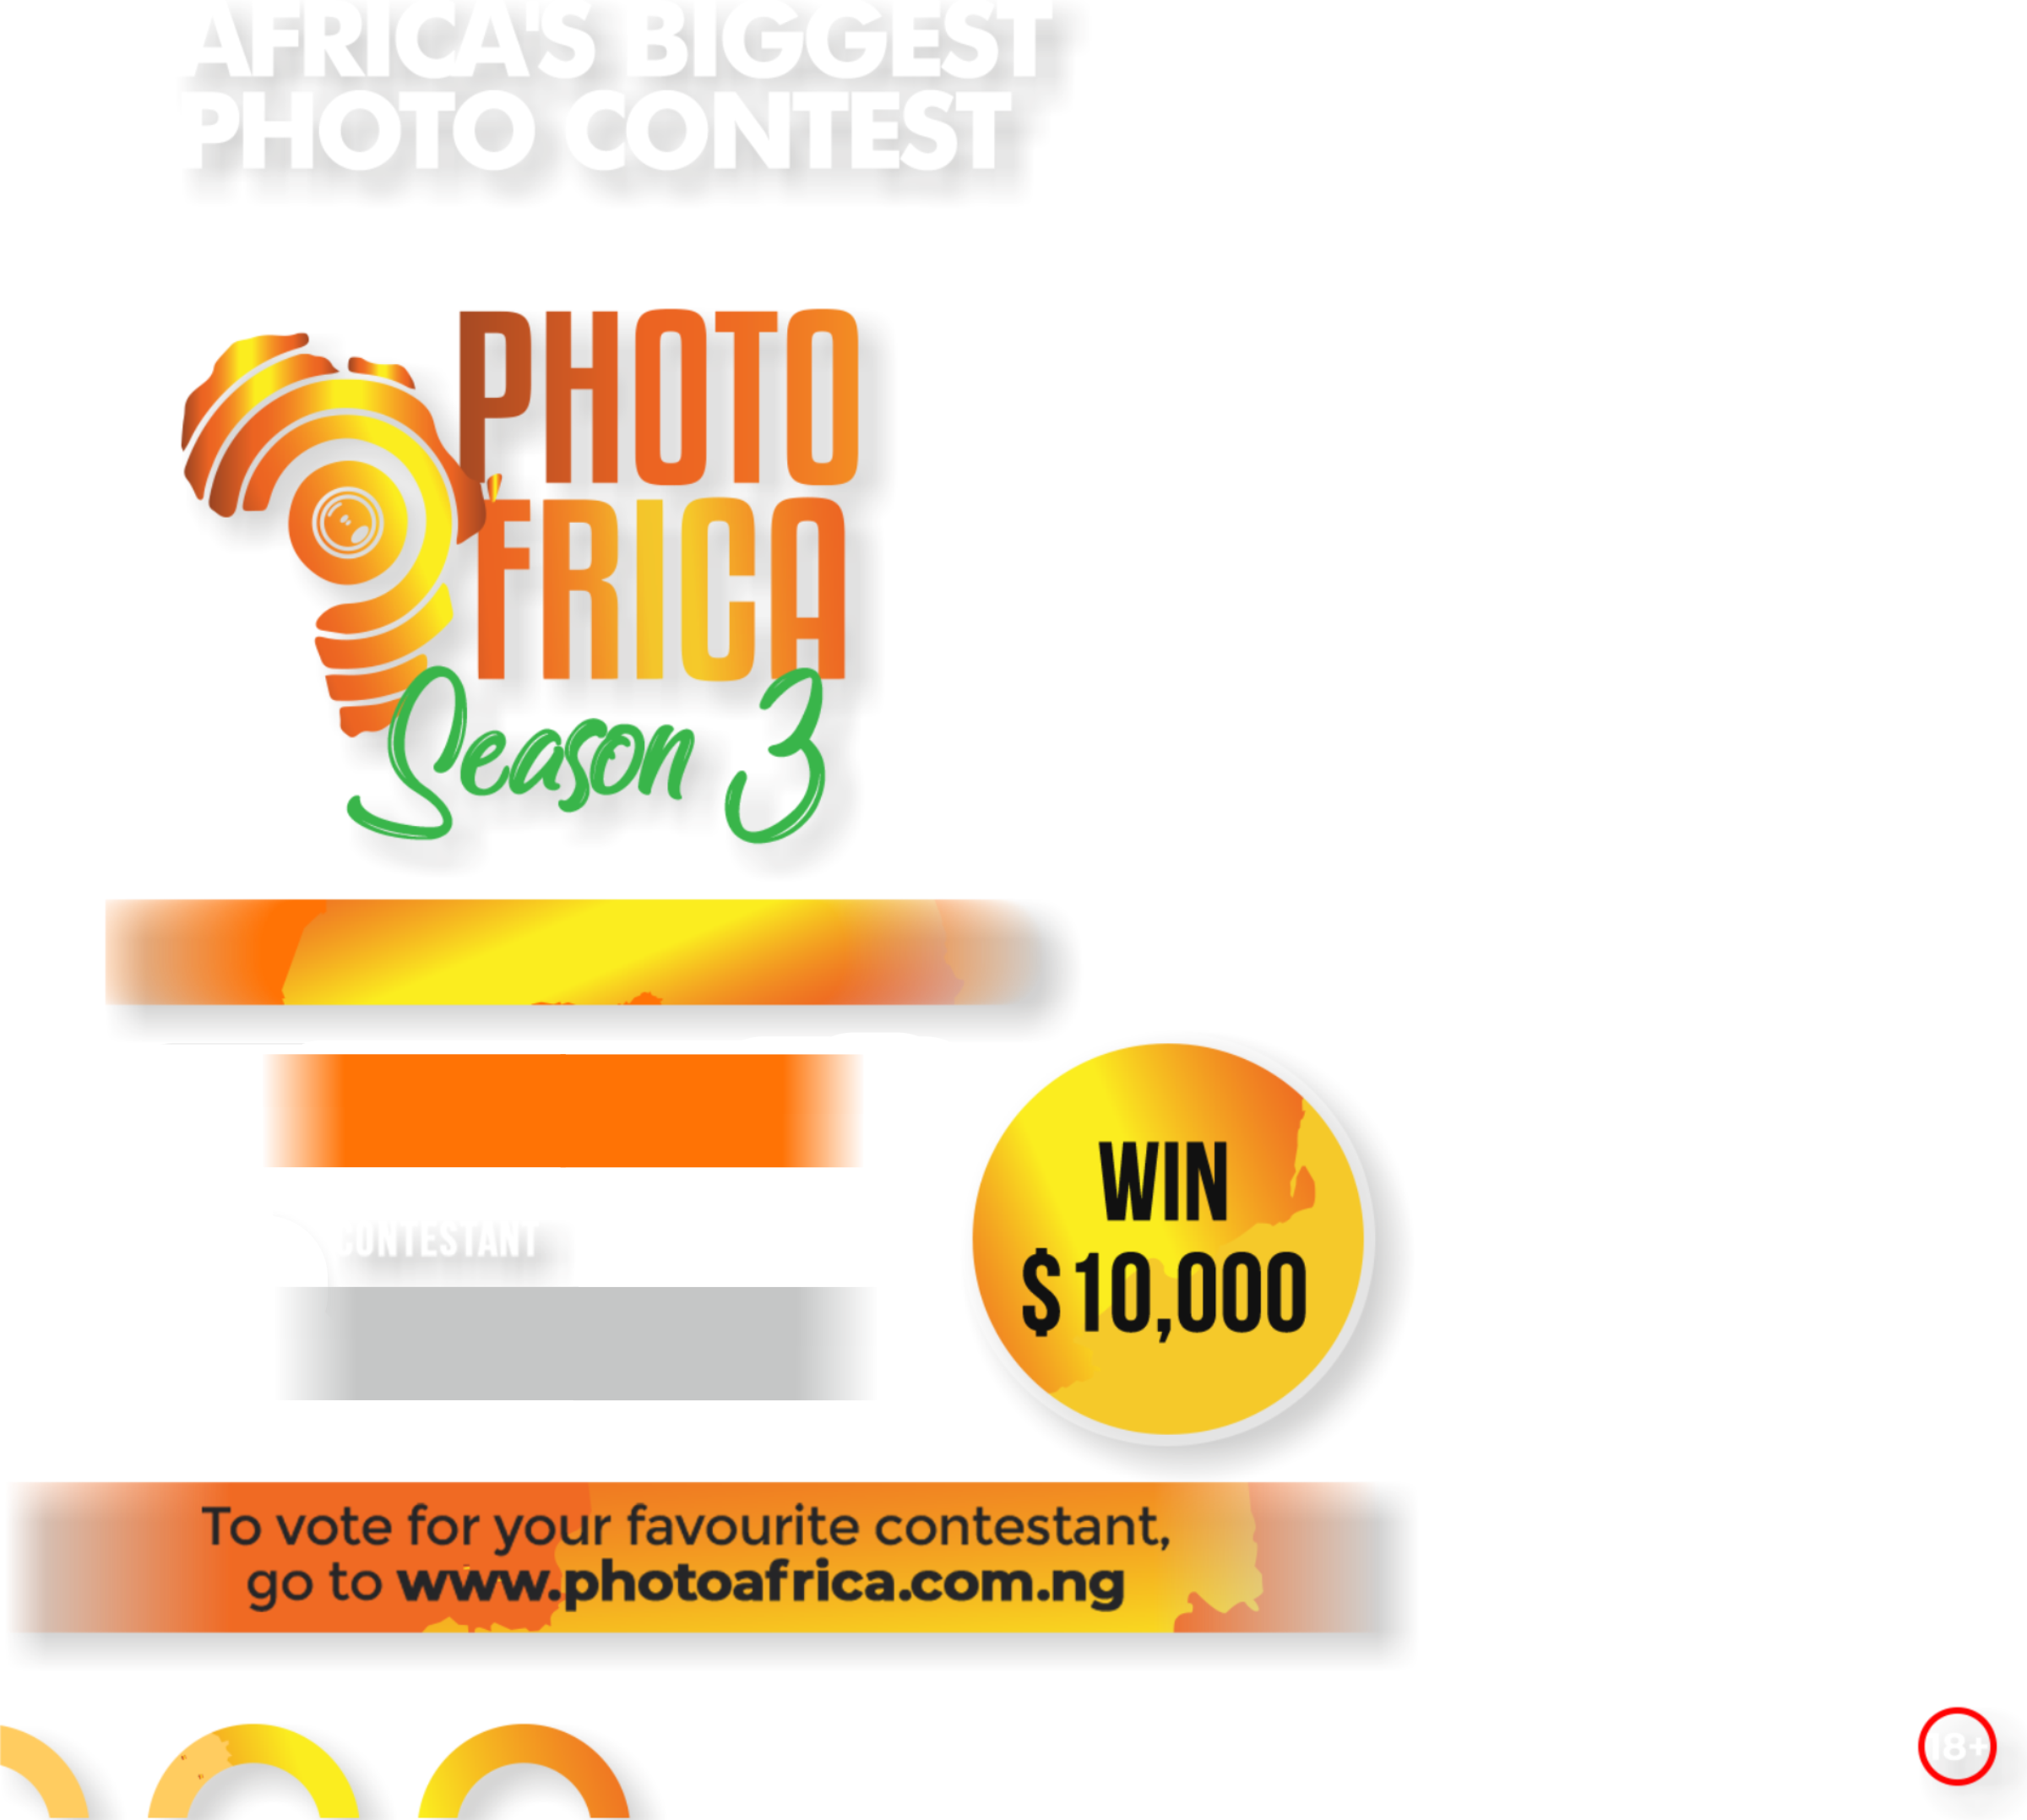 AFRICA'S BIGGEST
PHOTO CONTEST
PHOTO
'FRICA
Season 3
CONTESTANT
WIN
$10,000
To vote for your favourite contestant,
go to www.photoafrica.com.ng
18+